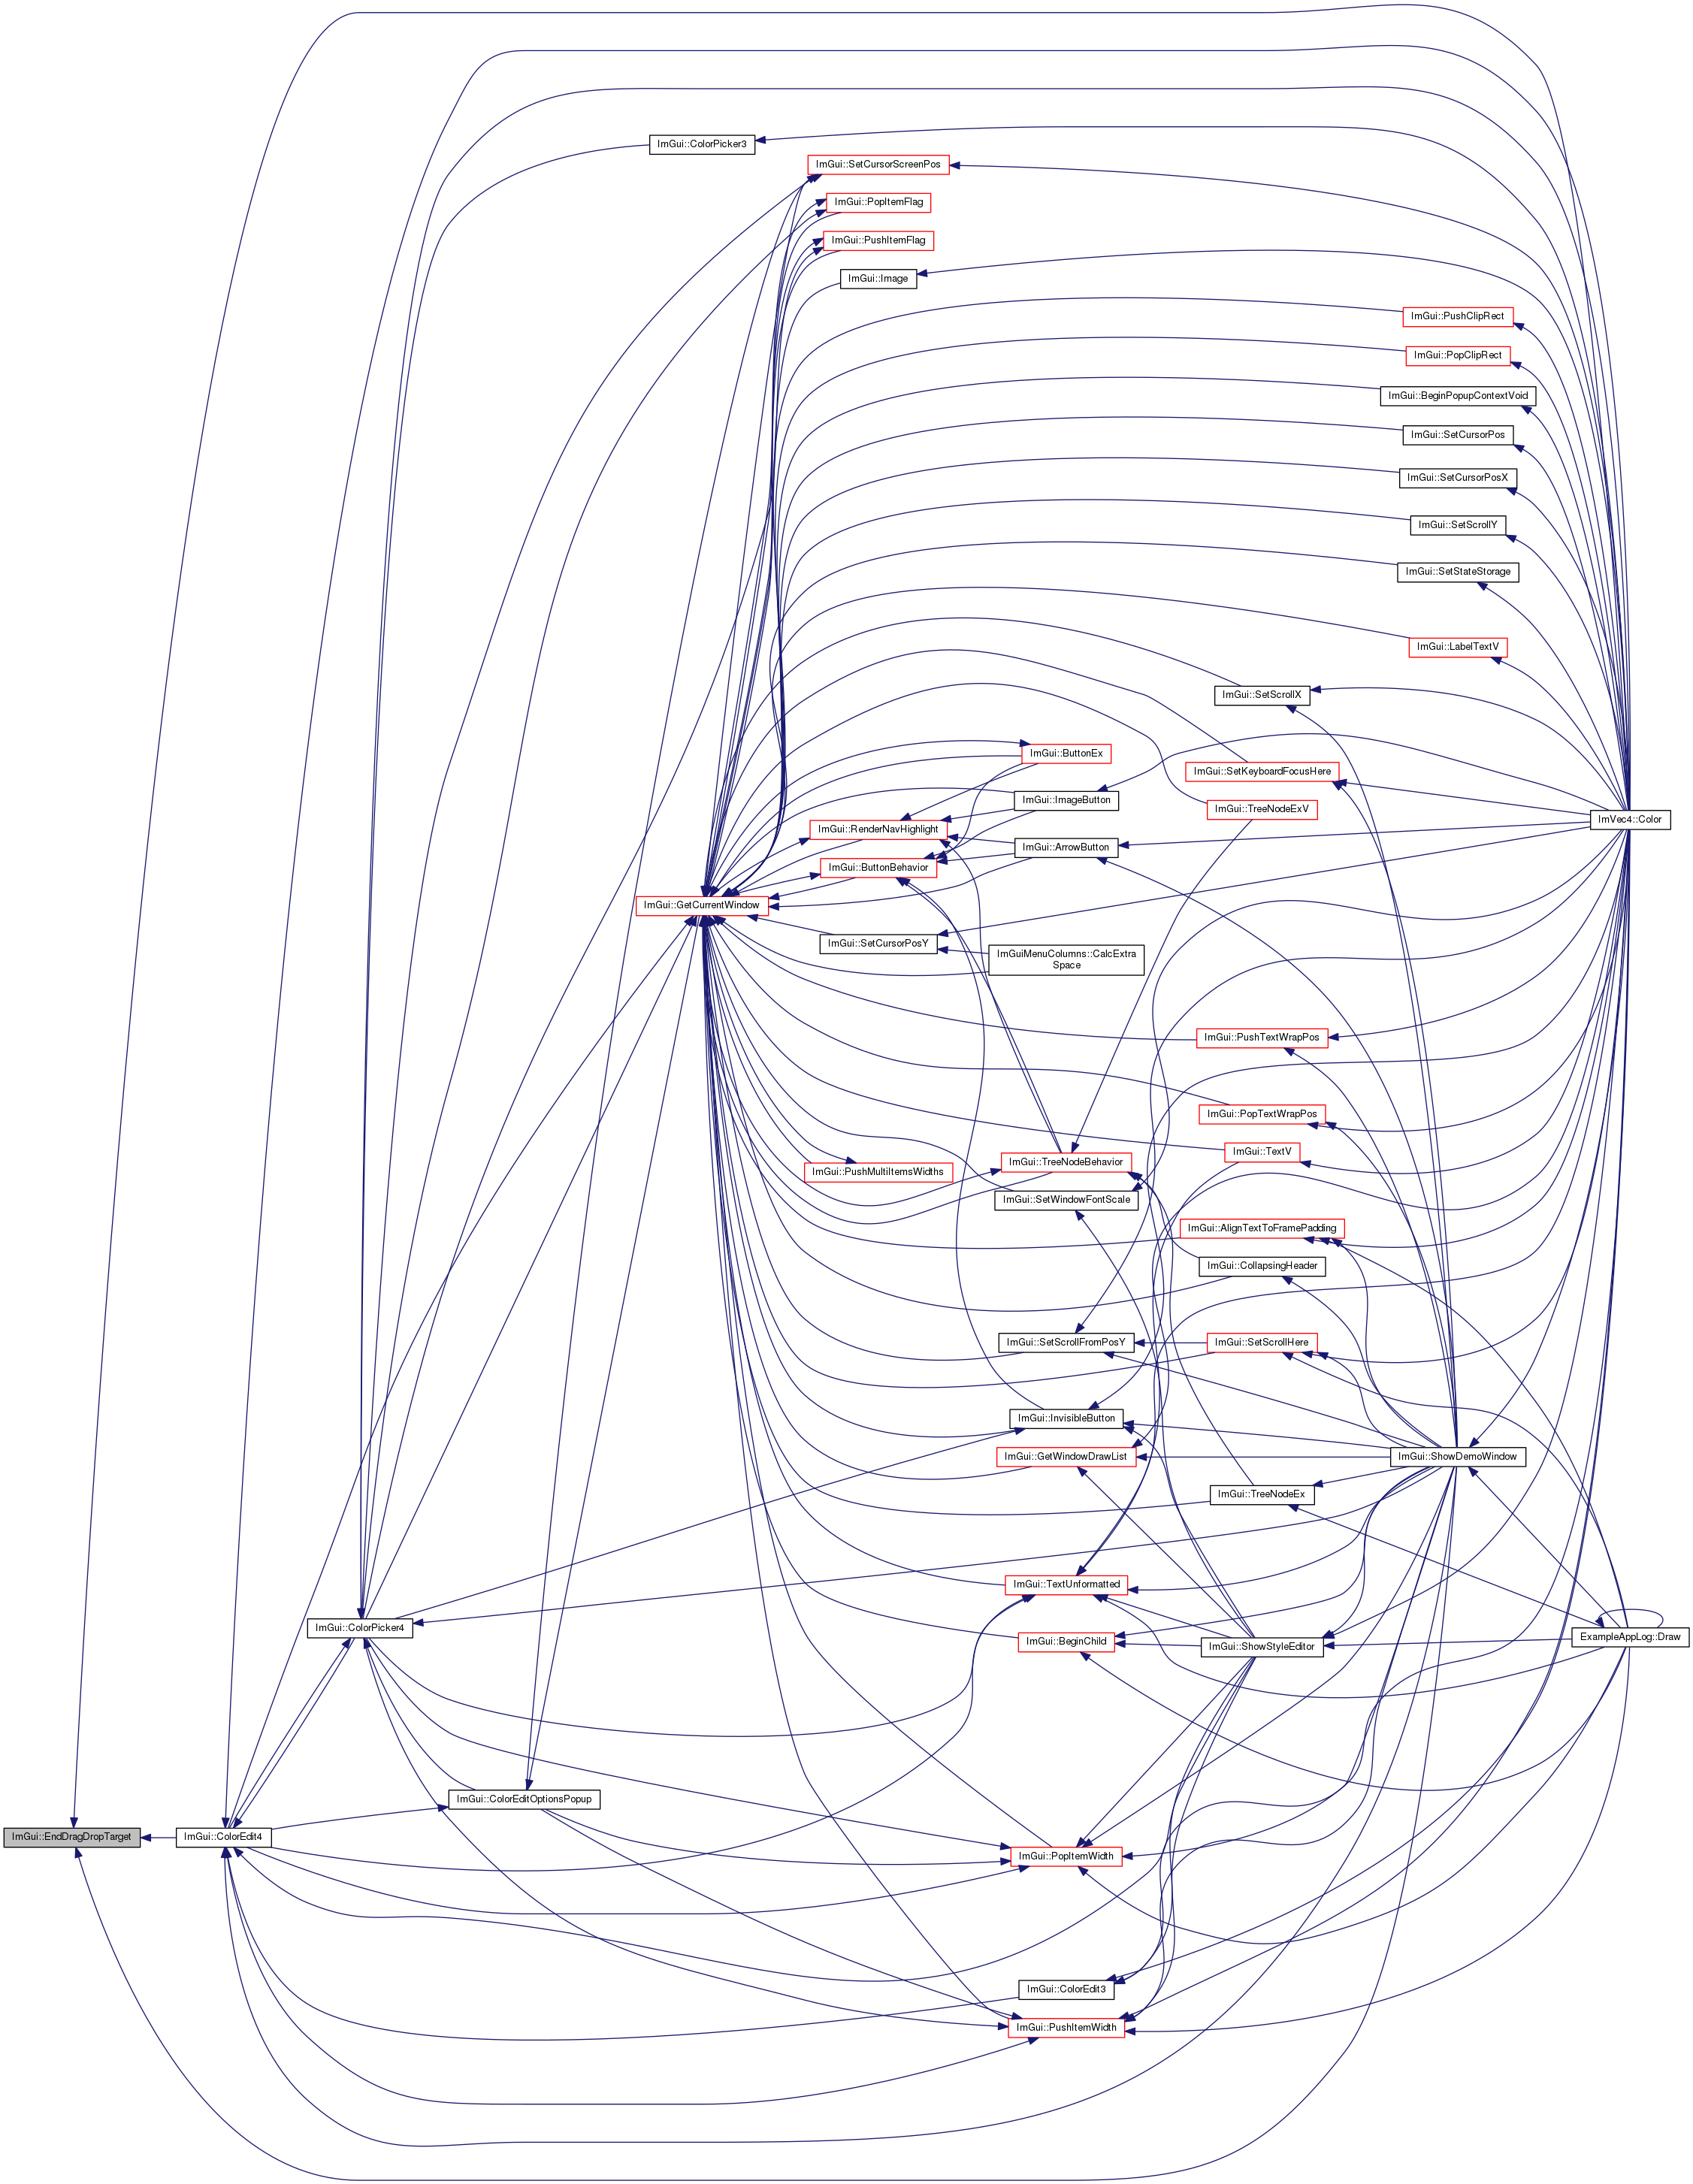 ImGui::ColorPicker3
ImGui::SetCursorScreenPos
ImGui::PopItemFlag
ImGui::PushItemFlag
ImGui::Image
ImGui::PushClipRect
ImGui::PopClipRect
ImGui::BeginPopupContextVoid
ImGui::SetCursorPos
ImGui::SetCursorPosX
ImGui::SetScrollY
ImGui::SetStateStorage
ImGui::LabelTextV
ImGui::SetScrollX
ImGui::ButtonEx
ImGui::SetKeyboardFocusHere
ImGui::ImageButton
ImGui::TreeNodeExV
ImVec4::Color
ImGui::RenderNavHighlight
ImGui::ArrowButton
ImGui::ButtonBehavior
ImGui::GetCurrentWindow
ImGui::SetCursorPosY
ImGuiMenuColumns::CalcExtra
Space
ImGui::PushTextWrapPos
ImGui::PopTextWrapPos
ImGui::TextV
ImGui::TreeNodeBehavior
ImGui::PushMultiItemsWidths
ImGui::SetWindowFontScale
ImGui::AlignTextToFramePadding
ImGui::CollapsingHeader
ImGui::SetScrollFromPosY
ImGui::SetScrollHere
ImGui::InvisibleButton
ImGui::GetWindowDrawList
ImGui::ShowDemoWindow
ImGui::TreeNodeEx
ImGui::TextUnformatted
ImGui::ColorPicker4
ImGui::BeginChild
ImGui::ShowStyleEditor
ExampleAppLog::Draw
ImGui::ColorEditOptionsPopup
ImGui::EndDragDropTarget
ImGui::ColorEdit4
ImGui::PopItemWidth
ImGui::ColorEdit3
ImGui::PushItemWidth